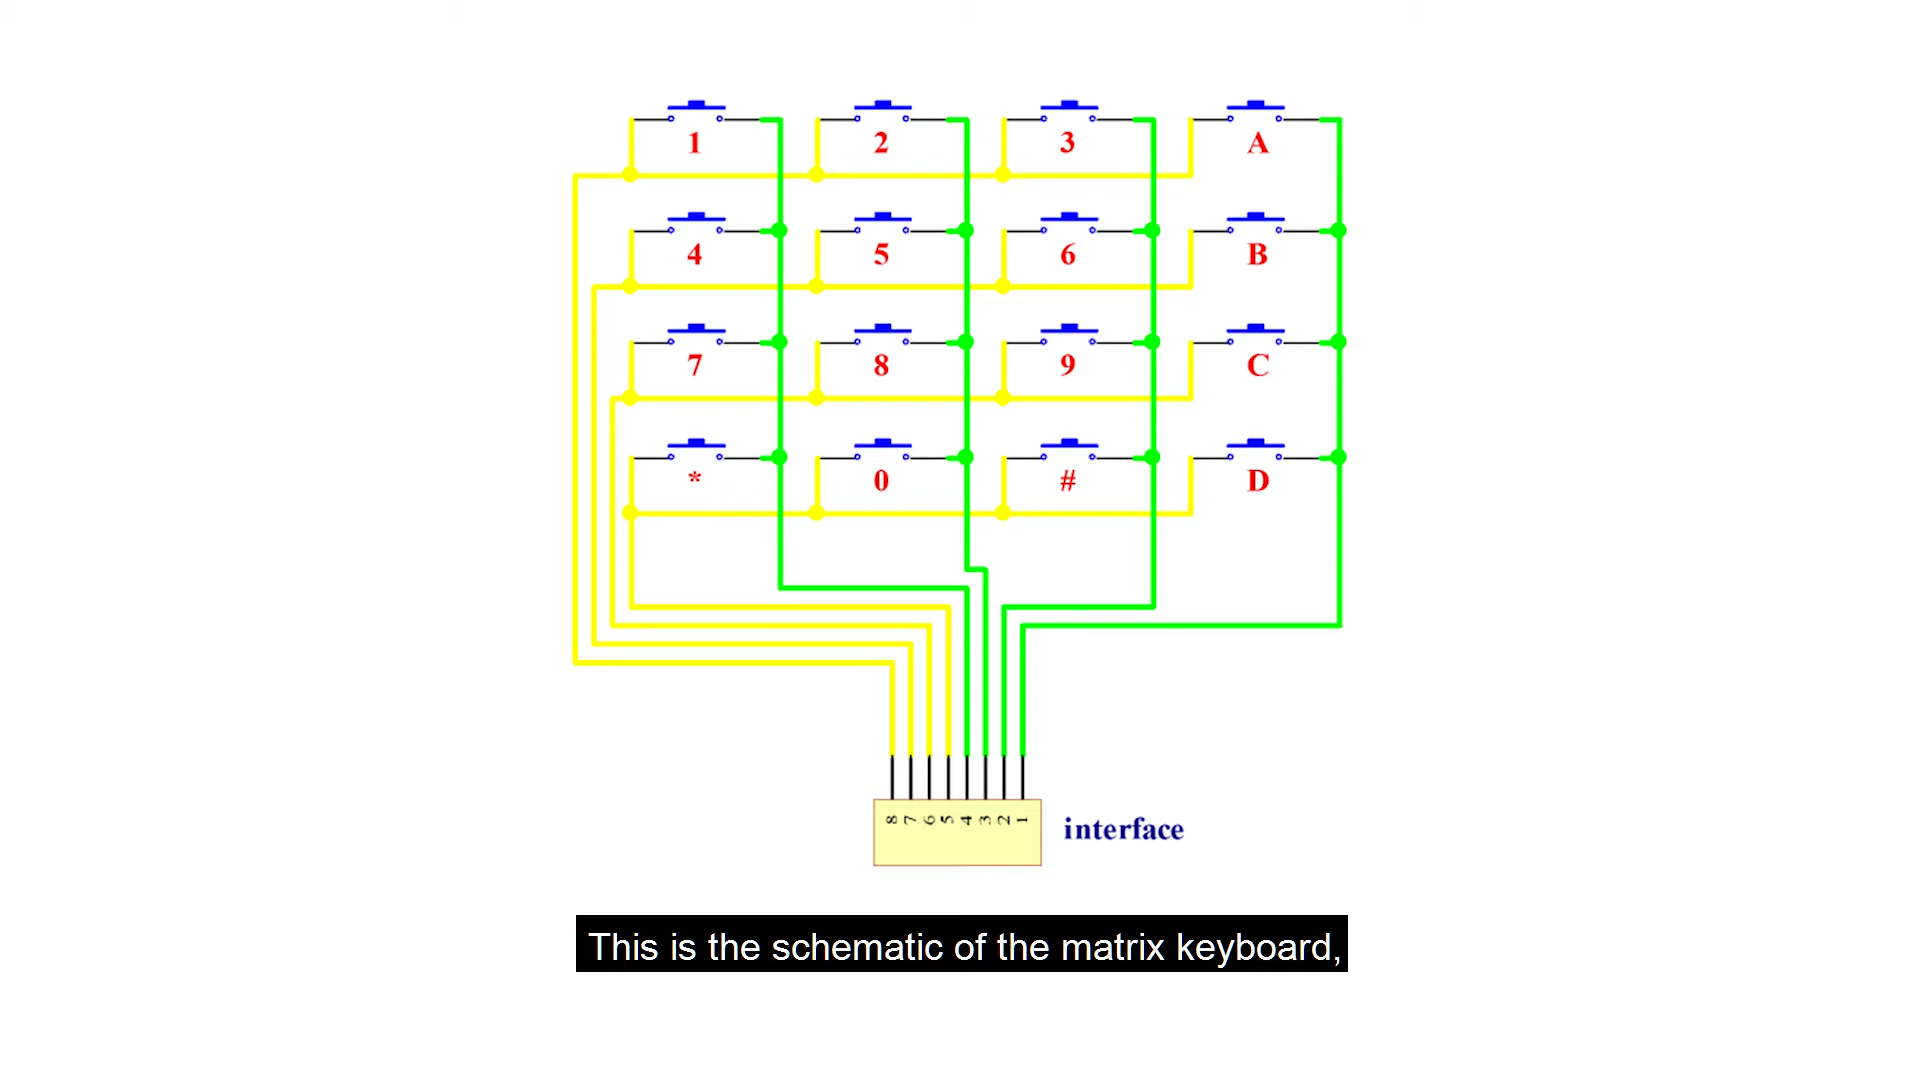 1 2 3 A
4 5 6 B
7 8 9 C
* 0 # D
8 7 6 5 4 3 2 1
interface
This is the schematic of the matrix keyboard,